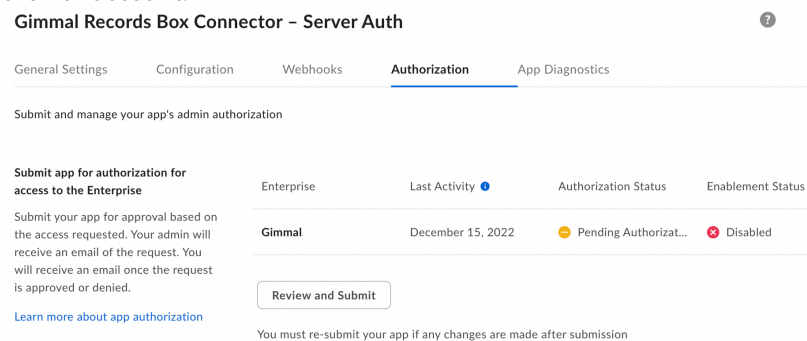 Gimmal Records Box Connector – Server Auth
?
General Settings Configuration Webhooks Authorization App Diagnostics
Submit and manage your app's admin authorization
Submit app for authorization for
access to the Enterprise
Submit your app for approval based on
the access requested. Your admin will
receive an email of the request. You
will receive an email once the request
is approved or denied.
Learn more about app authorization
Enterprise Last Activity Authorization Status Enablement Status
Gimmal December 15, 2022 Pending Authorizat... Disabled
Review and Submit
You must re-submit your app if any changes are made after submission